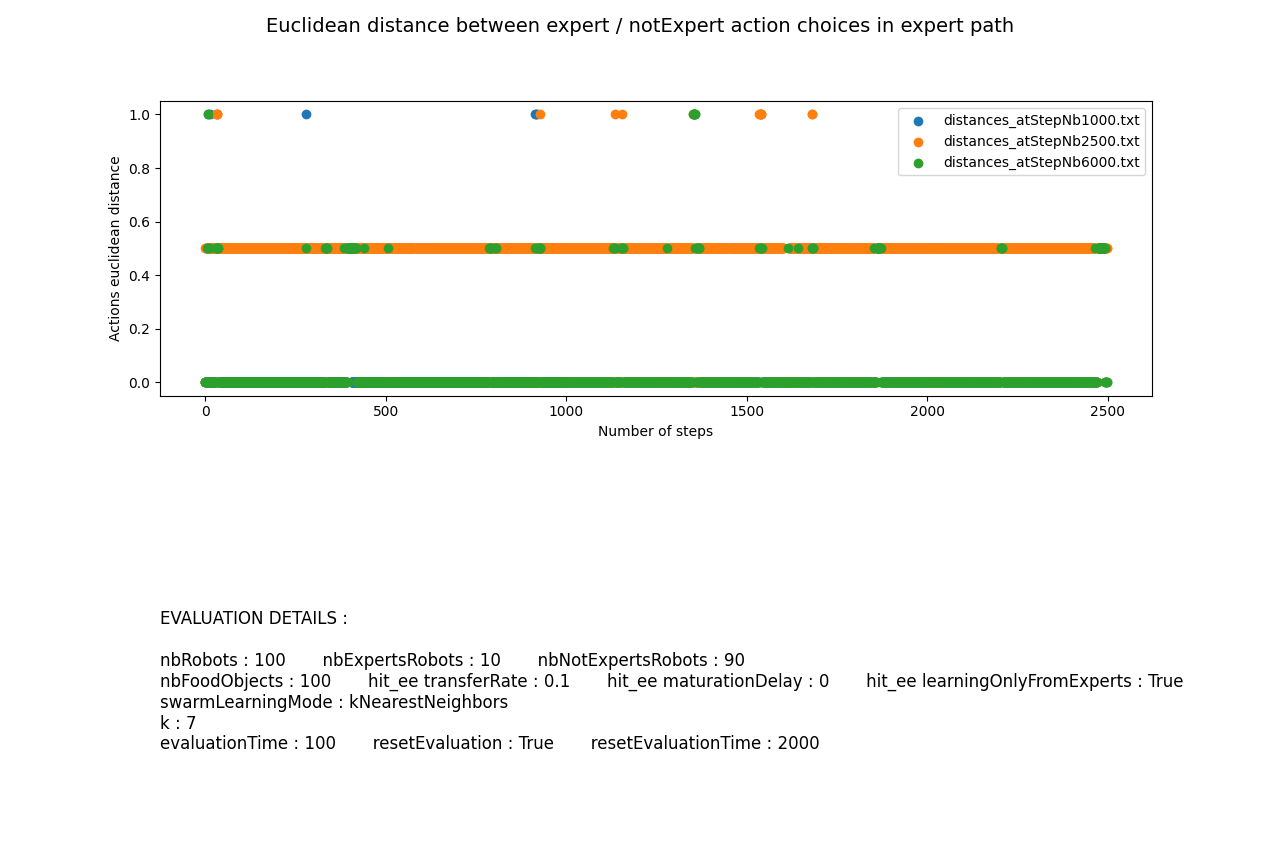 Euclidean distance between expert / notExpert action choices in expert path
1.0
0.8
0.6
0.4
0.2
0.0
Actions euclidean distance
distances_atStepNb1000.txt
distances_atStepNb2500.txt
distances_atStepNb6000.txt
0 500 1000 1500 2000 2500
Number of steps
EVALUATION DETAILS :
nbRobots : 100 nbExpertsRobots : 10 nbNotExpertsRobots : 90
nbFoodObjects : 100 hit_ee transferRate : 0.1 hit_ee maturationDelay : 0 hit_ee learningOnlyFromExperts : True
swarmLearningMode : kNearestNeighbors
k : 7
evaluationTime : 100 resetEvaluation : True resetEvaluationTime : 2000